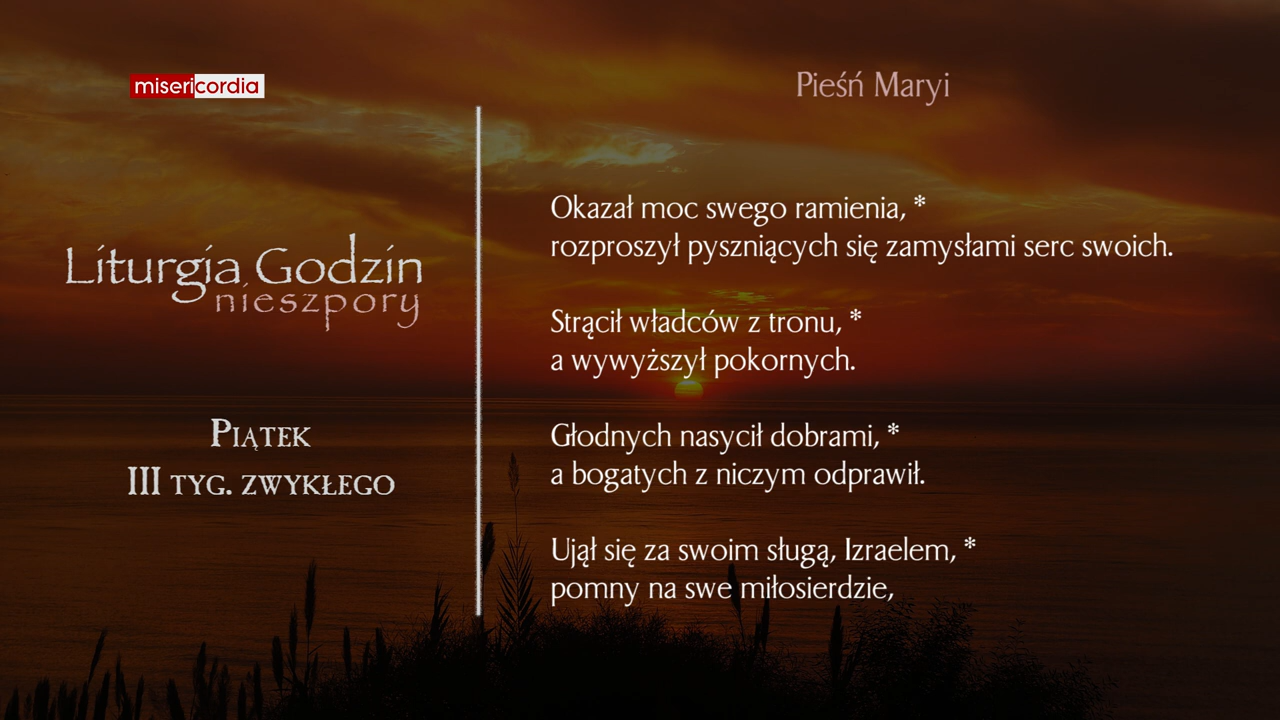 misericordia
Liturgia Godzin
nieszpory
Piątek
III tyg. zwykłego
Pieśń Maryi
Okazał moc swego ramienia, *
rozproszył pyszniących się zamysłami serc swoich.
Strącił władców z tronu, *
a wywyższył pokornych.
Głodnych nasycił dobrami, *
a bogatych z niczym odprawił.
Ujął się za swoim sługą, Izraelem, *
pomny na swe miłosierdzie,